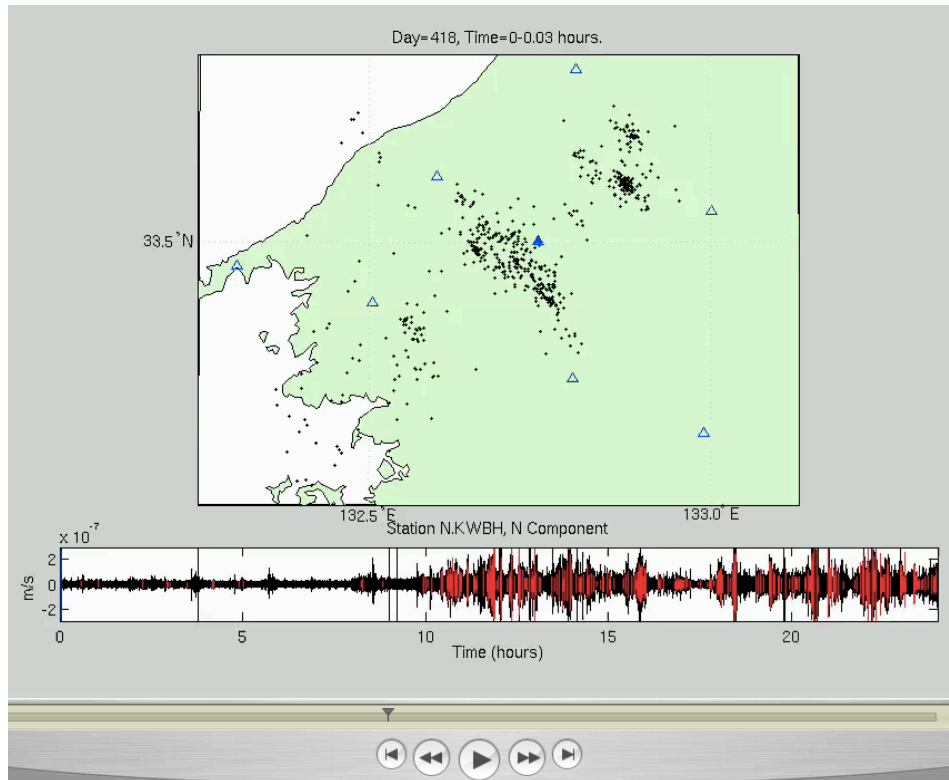 Day=418, Time=0-0.03 hours.
33.5°N
132.5°E
133.0°E
Station N.KWBH, N Component
x 10-7
m/s
2
0
-2
0
5
10
15
20
Time (hours)